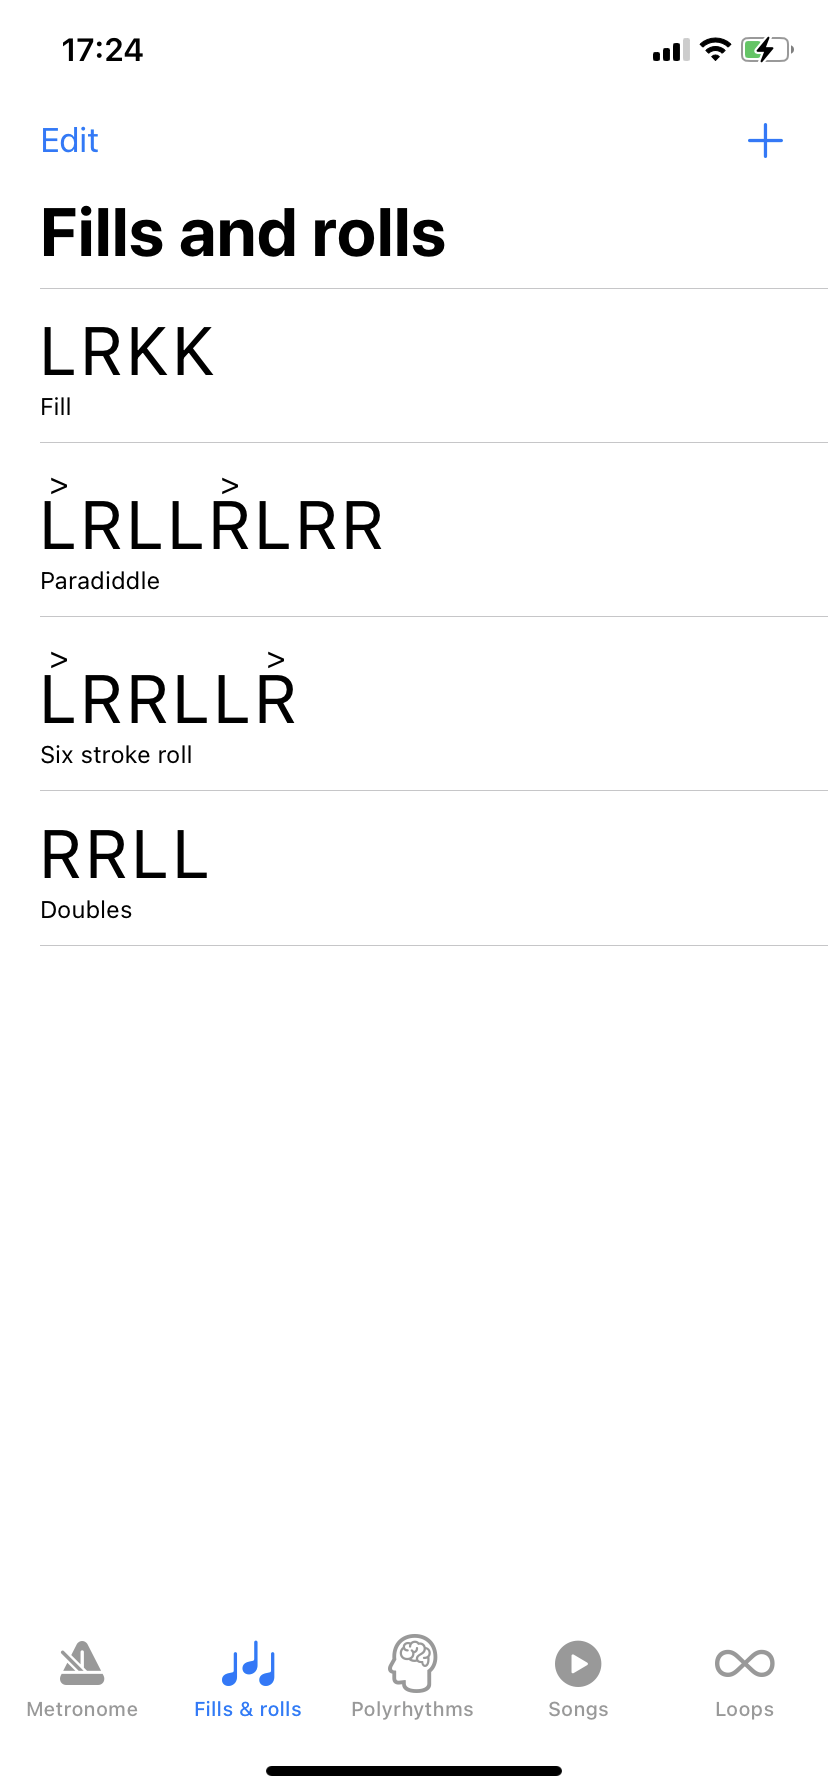 17:24
Edit
Fills and rolls
LRKK
Fill
> >
LRLLRLRR
Paradiddle
> >
LRRLLR
Six stroke roll
RRLL
Doubles
Metronome Fills & rolls Polyrhythms Songs Loops